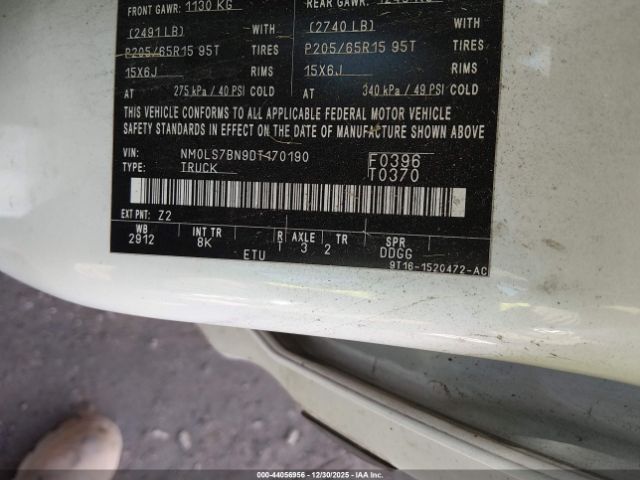 FRONT GAWR: 1130 KG REAR GAWR:
(2491 LB) WITH (2740 LB) WITH
P205/65R15 95T TIRES P205/65R15 95T TIRES
15X6J RIMS 15X6J RIMS
AT 275 kPa/40 PSI COLD AT 340 kPa/49 PSI COLD
THIS VEHICLE CONFORMS TO ALL APPLICABLE FEDERAL MOTOR VEHICLE
SAFETY STANDARDS IN EFFECT ON THE DATE OF MANUFACTURE SHOWN ABOVE
VIN: NM0LS7BN9DT170190 F0396
TYPE: TRUCK T0370
EXT PNT: Z2
WB INT TR R AXLE TR SPR
2912 8K 3 2 DDGG
ETU 9T16-1520472-AC
000-44056956 - 12/30/2025 - IAA, Inc.